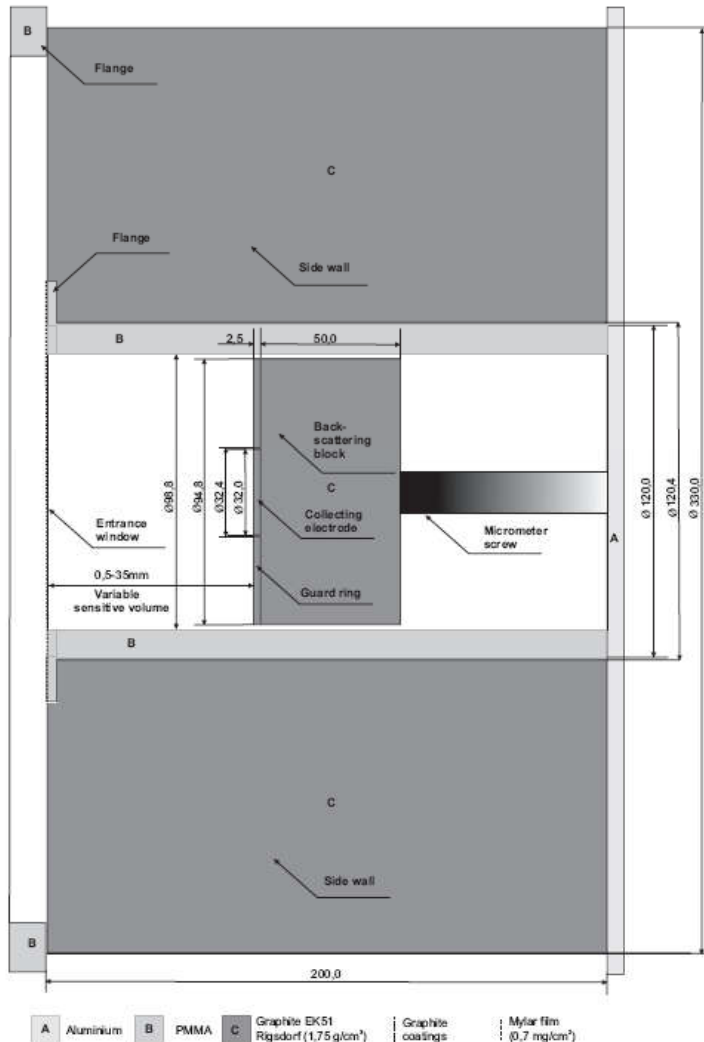 B
Flange
C
Flange
Side wall
B
2,5
50,0
Back-
scattering
block
C
Ø98,8
Ø94,8
Ø32,4
Ø32,0
Collecting
electrode
Entrance
window
Micrometer
screw
A
Ø 120,0
Ø 120,4
Ø 330,0
0,5-35mm
Variable
sensitive volume
Guard ring
B
C
Side wall
B
200,0
A Aluminium B PMMA C Graphite EK51
Rigsdorf (1,75 g/cm³) Graphite
coatings Mylar film
(0,7 mg/cm²)